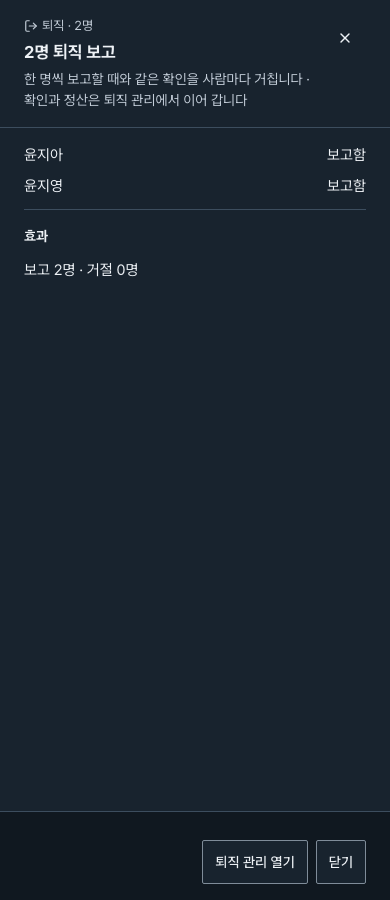 퇴직 · 2명
2명 퇴직 보고
한 명씩 보고할 때와 같은 확인을 사람마다 거칩니다 ·
확인과 정산은 퇴직 관리에서 이어 갑니다
윤지아 보고함
윤지영 보고함
효과
보고 2명 · 거절 0명
퇴직 관리 열기 닫기